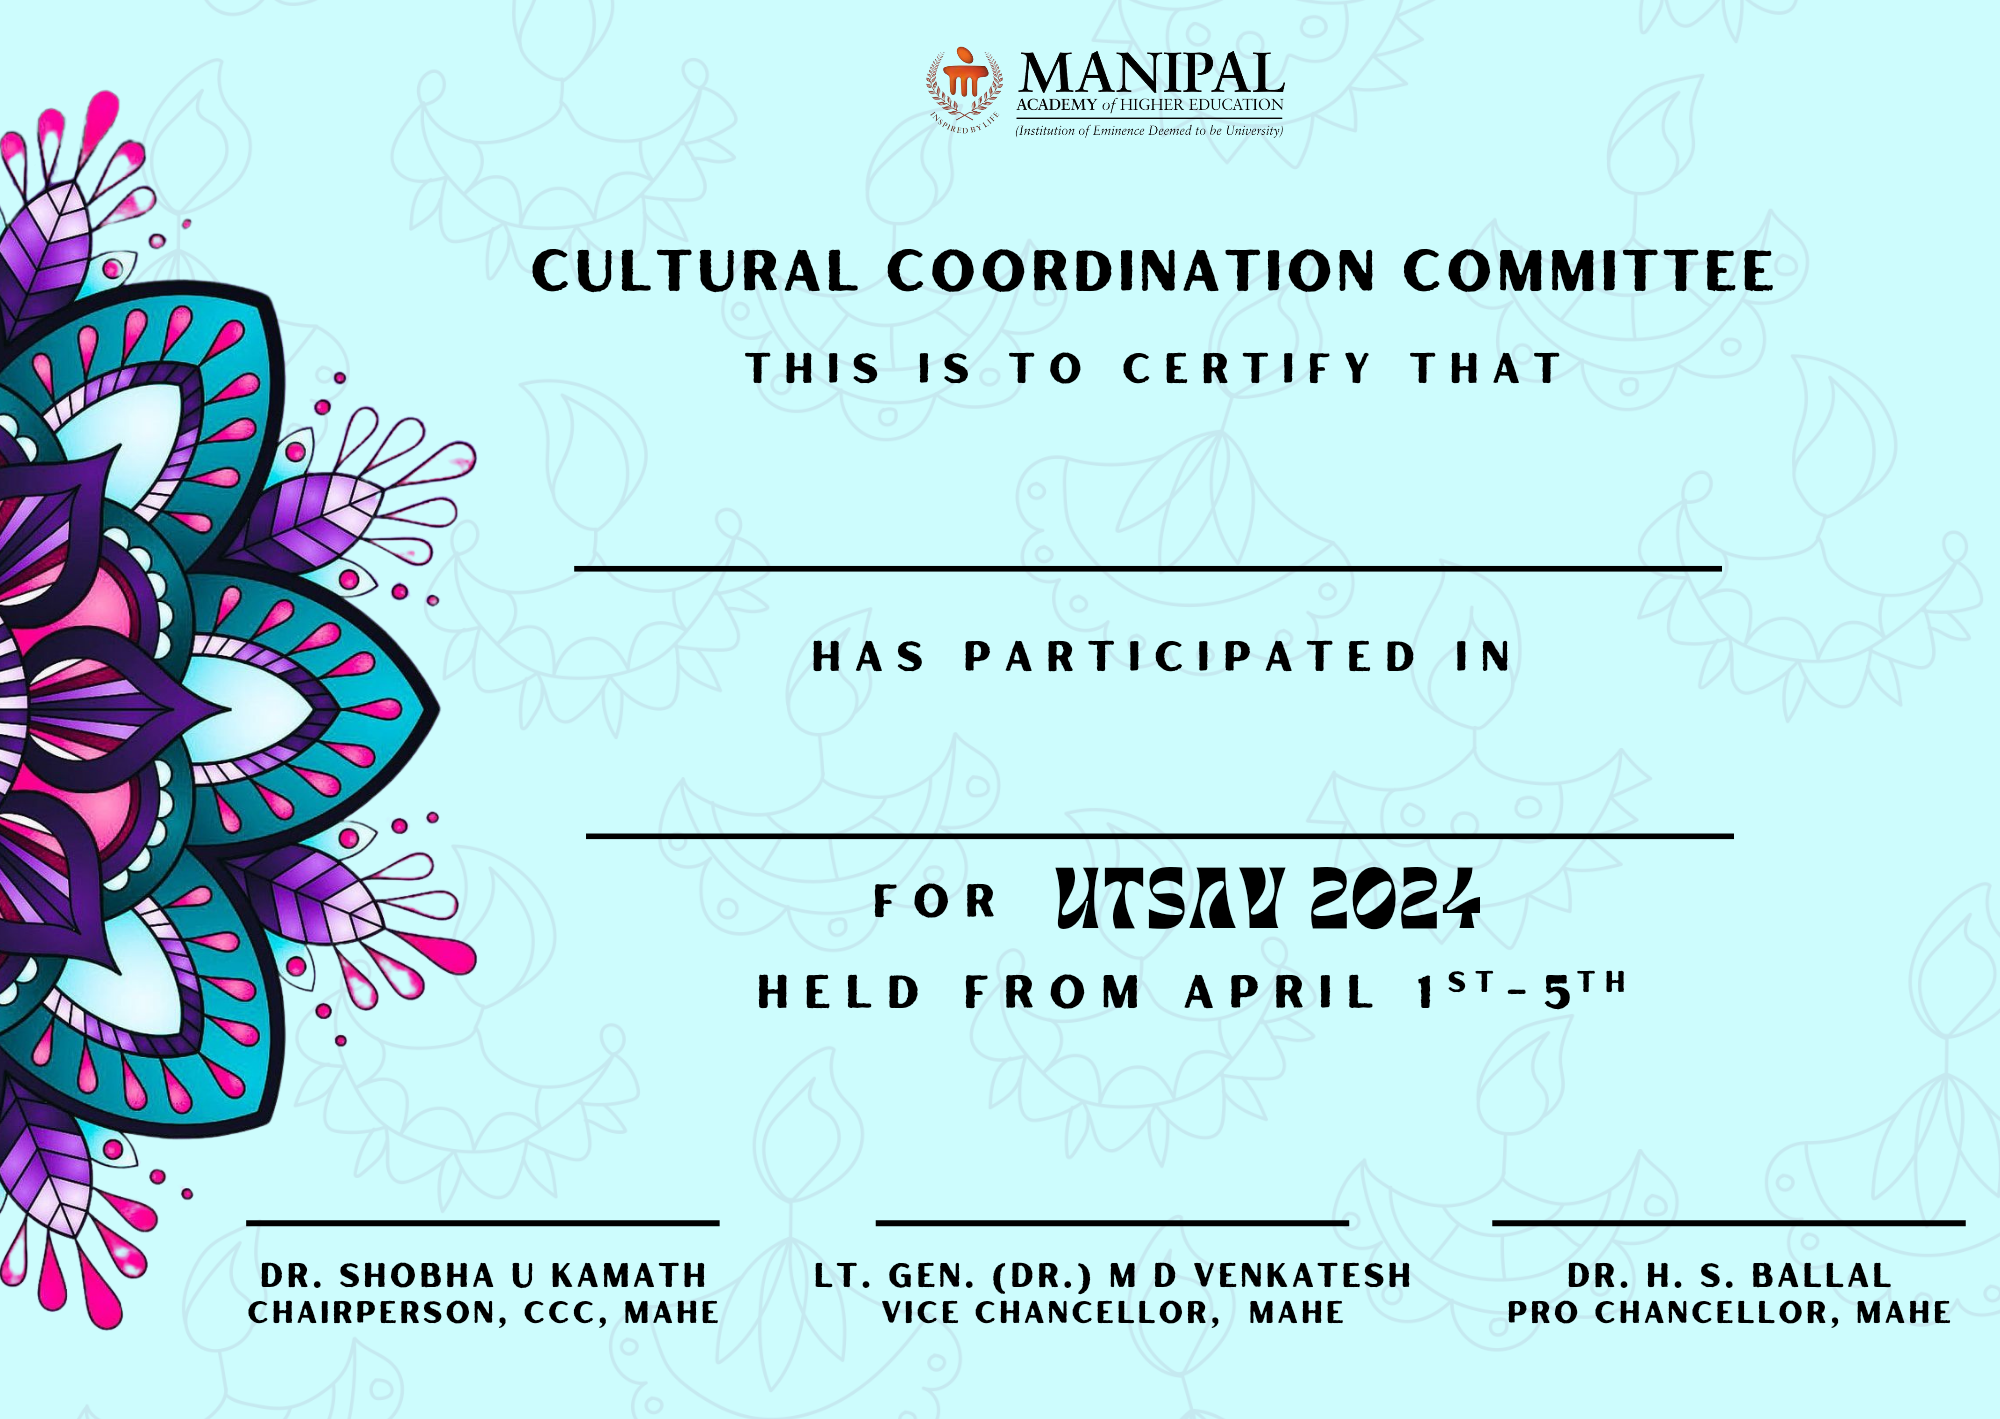 MANIPAL
ACADEMY of HIGHER EDUCATION
(Institution of Eminence Deemed to be University)
INSPIRED BY LIFE
CULTURAL COORDINATION COMMITTEE
THIS IS TO CERTIFY THAT
HAS PARTICIPATED IN
FOR UTSAV 2024
HELD FROM APRIL 1ST-5TH
DR. SHOBHA U KAMATH
CHAIRPERSON, CCC, MAHE
LT. GEN. (DR.) M D VENKATESH
VICE CHANCELLOR, MAHE
DR. H. S. BALLAL
PRO CHANCELLOR, MAHE